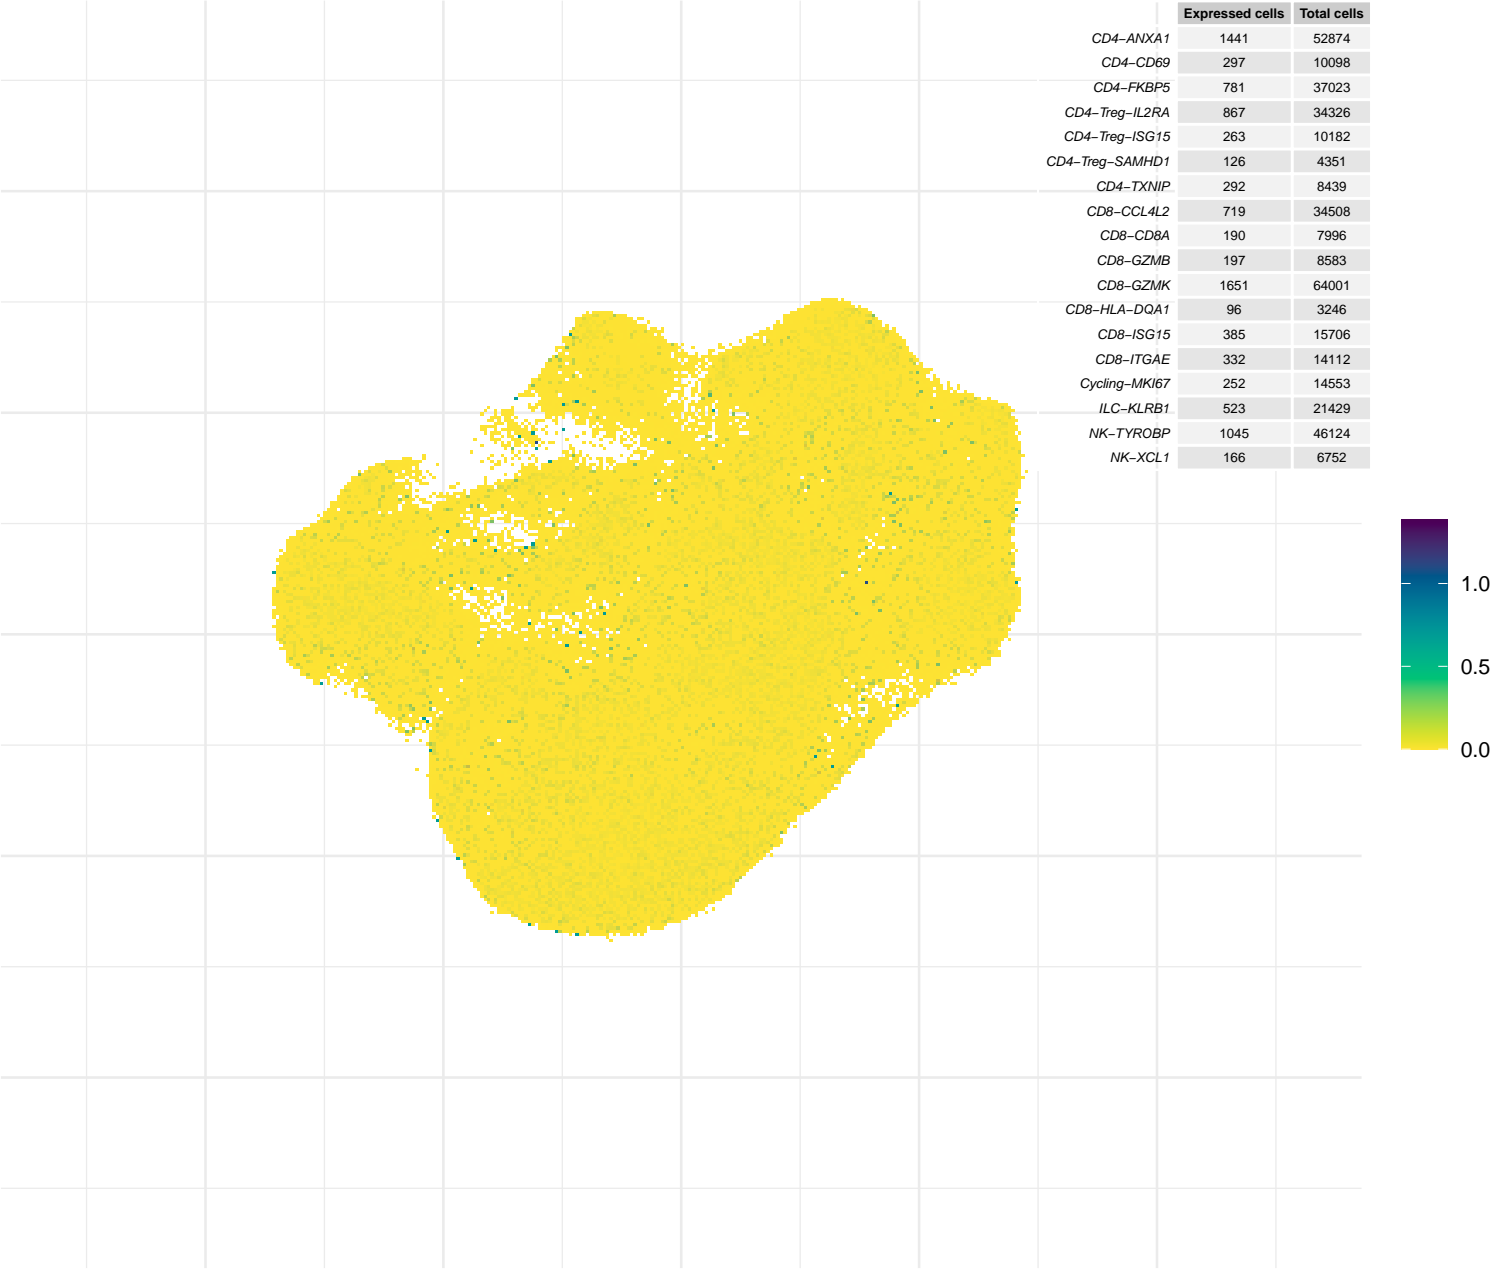 Expressed cells Total cells
CD4−ANXA1 1441 52874
CD4−CD69 297 10098
CD4−FKBP5 781 37023
CD4−Treg−IL2RA 867 34326
CD4−Treg−ISG15 263 10182
CD4−Treg−SAMHD1 126 4351
CD4−TXNIP 292 8439
CD8−CCL4L2 719 34508
CD8−CD8A 190 7996
CD8−GZMB 197 8583
CD8−GZMK 1651 64001
CD8−HLA−DQA1 96 3246
CD8−ISG15 385 15706
CD8−ITGAE 332 14112
Cycling−MKI67 252 14553
ILC−KLRB1 523 21429
NK−TYROBP 1045 46124
NK−XCL1 166 6752
1.0
0.5
0.0